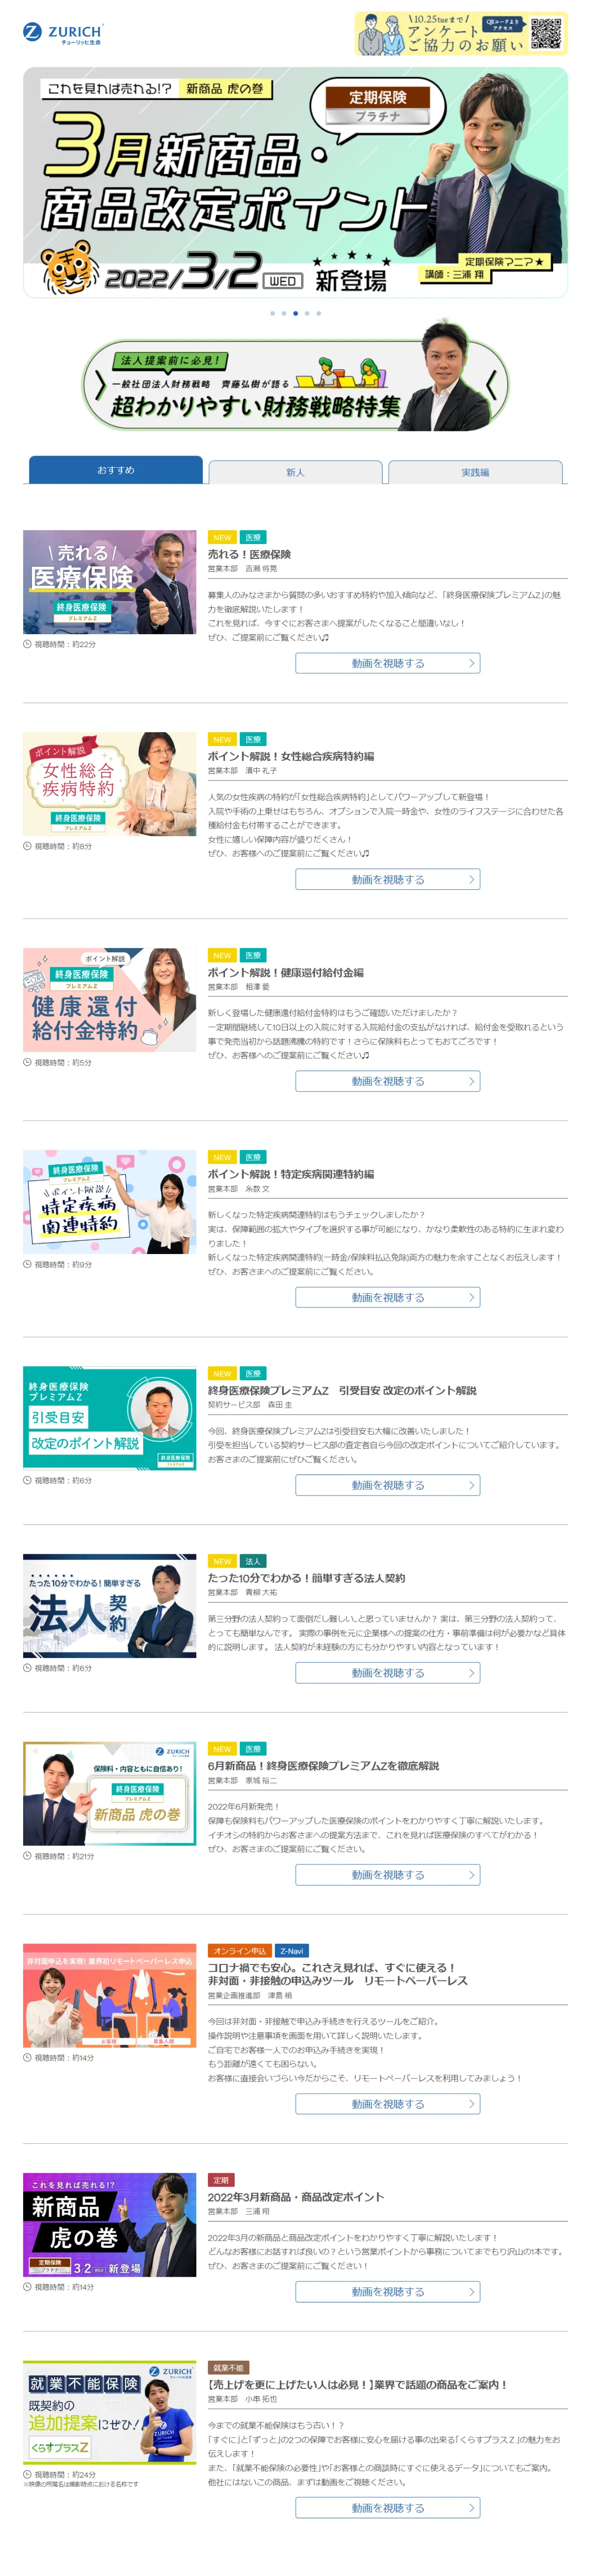 ZURICH
チューリッヒ生命
\10.25tueまで/
アンケート
ご協力のお願い
QRコードより
アクセス
これを見れば売れる!?
新商品 虎の巻
定期保険
プラチナ
3月新商品・
商品改定ポイント
2022/3/2 WED 新登場
定期保険マニア★
講師：三浦 翔
法人提案前に必見！
一般社団法人財務戦略　齊藤弘樹が語る
超わかりやすい財務戦略特集
おすすめ
新人
実践編
\売れる/
医療保険
終身医療保険
プレミアムZ
視聴時間：約22分
NEW
医療
売れる！医療保険
営業本部　吉瀬 将晃
募集人のみなさまから質問の多いおすすめ特約や加入傾向など、「終身医療保険プレミアムZ」の魅
力を徹底解説いたします！
これを見れば、今すぐにお客さまへ提案がしたくなること間違いなし！
ぜひ、ご提案前にご覧ください♫
動画を視聴する
ポイント解説
女性総合
疾病特約
終身医療保険
プレミアムZ
視聴時間：約8分
NEW
医療
ポイント解説！女性総合疾病特約編
営業本部　濱中 礼子
人気の女性疾病の特約が「女性総合疾病特約」としてパワーアップして新登場！
入院や手術の上乗せはもちろん、オプションで入院一時金や、女性のライフステージに合わせた各
種給付金も付帯することができます。
女性に嬉しい保障内容が盛りだくさん！
ぜひ、お客様へのご提案前にご覧ください♫
動画を視聴する
ポイント解説
終身医療保険
プレミアムZ
健康還付
給付金特約
視聴時間：約5分
NEW
医療
ポイント解説！健康還付給付金編
営業本部　相澤 愛
新しく登場した健康還付給付金特約はもうご確認いただけましたか？
一定期間継続して10日以上の入院に対する入院給付金の支払がなければ、給付金を受取れるという
事で発売当初から話題沸騰の特約です！さらに保険料もとってもおてごろです！
ぜひ、お客様へのご提案前にご覧ください♫
動画を視聴する
終身医療保険
プレミアムZ
\ポイント解説/
特定疾病
関連特約
視聴時間：約9分
NEW
医療
ポイント解説！特定疾病関連特約編
営業本部　糸数 文
新しくなった特定疾病関連特約はもうチェックしましたか？
実は、保障範囲の拡大やタイプを選択する事が可能になり、かなり柔軟性のある特約に生まれ変わ
りました！
新しくなった特定疾病関連特約(一時金/保険料払込免除)両方の魅力を余すことなくお伝えします！
ぜひ、お客さまへのご提案前にご覧ください。
動画を視聴する
終身医療保険
プレミアムZ
引受目安
改定のポイント解説
終身医療保険
プレミアムZ
視聴時間：約6分
NEW
医療
終身医療保険プレミアムZ　引受目安 改定のポイント解説
契約サービス部　森田 圭
今回、終身医療保険プレミアムZは引受目安も大幅に改善いたしました！
引受を担当している契約サービス部の査定者自ら今回の改定ポイントについてご紹介しています。
お客さまのご提案前にぜひご覧ください。
動画を視聴する
たった10分でわかる！簡単すぎる
法人契約
視聴時間：約6分
NEW
法人
たった10分でわかる！簡単すぎる法人契約
営業本部　青柳 大祐
第三分野の法人契約って面倒だし難しい…と思っていませんか？ 実は、第三分野の法人契約って、
とっても簡単なんです。 実際の事例を元に企業様への提案の仕方・事前準備は何が必要かなど具体
的に説明します。 法人契約が未経験の方にも分かりやすい内容となっています！
動画を視聴する
ZURICH
保険料・内容ともに自信あり！
終身医療保険
プレミアムZ
新商品 虎の巻
視聴時間：約21分
NEW
医療
6月新商品！終身医療保険プレミアムZを徹底解説
営業本部　家城 裕二
2022年6月新発売！
保障も保険料もパワーアップした医療保険のポイントをわかりやすく丁寧に解説いたします。
イチオシの特約からお客さまへの提案方法まで、これを見れば医療保険のすべてがわかる！
ぜひ、お客さまのご提案前にご覧ください。
動画を視聴する
非対面申込を実現！業界初リモートペーパーレス申込
お客様
募集人様
視聴時間：約14分
オンライン申込
Z-Navi
コロナ禍でも安心。これさえ見れば、すぐに使える！
非対面・非接触の申込みツール　リモートペーパーレス
営業企画推進部　津島 梢
今回は非対面・非接触で申込み手続きを行えるツールをご紹介。
操作説明や注意事項を画面を用いて詳しく説明いたします。
ご自宅でお客様一人でのお申込み手続きを実現！
もう距離が遠くても困らない。
お客様に直接会いづらい今だからこそ、リモートペーパーレスを利用してみましょう！
動画を視聴する
これを見れば売れる!?
新商品
虎の巻
定期保険
プラチナ
3.2 WED 新登場
視聴時間：約14分
定期
2022年3月新商品・商品改定ポイント
営業本部　三浦 翔
2022年3月の新商品と商品改定ポイントをわかりやすく丁寧に解説いたします！
どんなお客様にお話すれば良いの？という営業ポイントから事務についてまでもり沢山の1本です。
ぜひ、お客さまのご提案前にご覧ください！
動画を視聴する
ZURICH
就業不能保険
既契約の
追加提案にぜひ！
くらすプラスZ
視聴時間：約24分
※映像の所属名は撮影時点における名称です
就業不能
【売上げを更に上げたい人は必見！】業界で話題の商品をご案内！
営業本部　小串 拓也
今までの就業不能保険はもう古い！？
「すぐに」と「ずっと」の2つの保障でお客様に安心を届ける事の出来る「くらすプラスZ」の魅力をお
伝えします！
また、「就業不能保険の必要性」や「お客様との商談時にすぐに使えるデータ」についてもご案内。
他社にはないこの商品、まずは動画をご視聴ください。
動画を視聴する